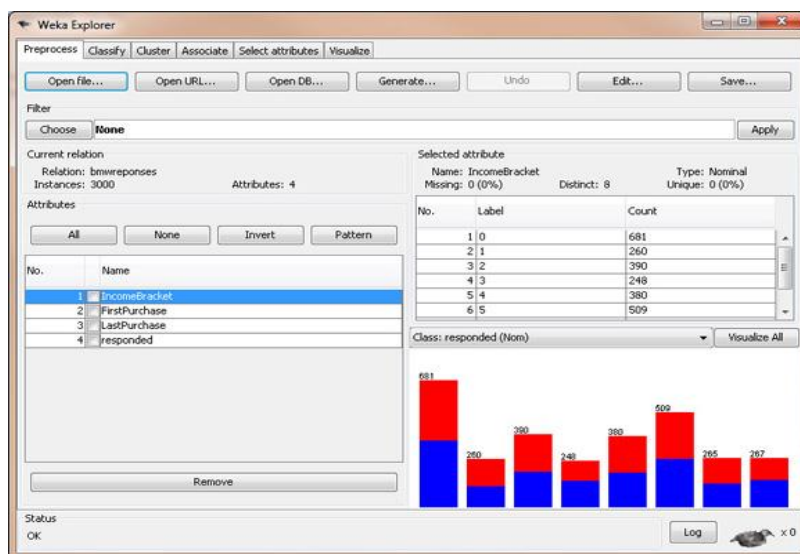 Weka Explorer
Preprocess Classify Cluster Associate Select attributes Visualize
Open file... Open URL... Open DB... Generate... Undo Edit... Save...
Filter
Choose None Apply
Current relation
Relation: bmwreponses
Instances: 3000 Attributes: 4
Attributes
All None Invert Pattern
No. Name
1 IncomeBracket
2 FirstPurchase
3 LastPurchase
4 responded
Remove
Selected attribute
Name: IncomeBracket Type: Nominal
Missing: 0 (0%) Distinct: 8 Unique: 0 (0%)
No. Label Count
1 0 681
2 1 260
3 2 390
4 3 248
5 4 380
6 5 509
Class: responded (Nom) Visualize All
681 260 390 248 380 509 265 267
Status
OK
Log x 0